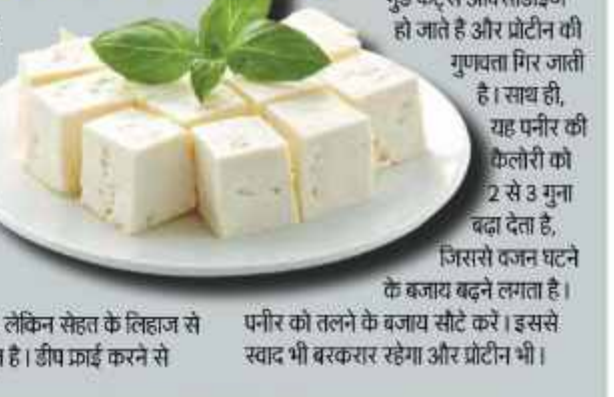 लेकिन सेहत के लिहाज से
है। डीप फ्राई करने से
हो जाते हैं और प्रोटीन की
गुणवत्ता गिर जाती
है। साथ ही,
यह पनीर की
कैलोरी को
2 से 3 गुना
बढ़ा देता है,
जिससे वजन घटने
के बजाय बढ़ने लगता है।
पनीर को तलने के बजाय सौटे करें। इससे
स्वाद भी बरकरार रहेगा और प्रोटीन भी।